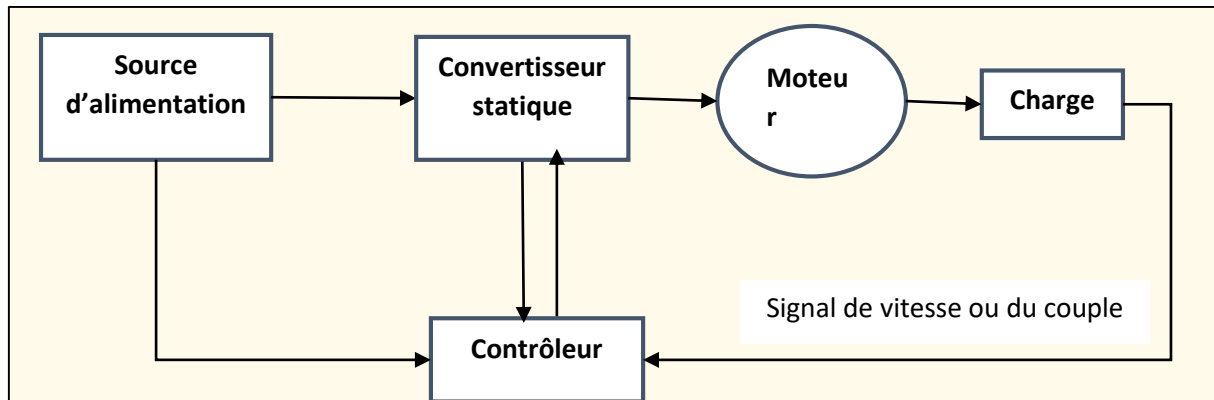 Source
d'alimentation
Convertisseur
statique
Moteu
r
Charge
Signal de vitesse ou du couple
Contrôleur